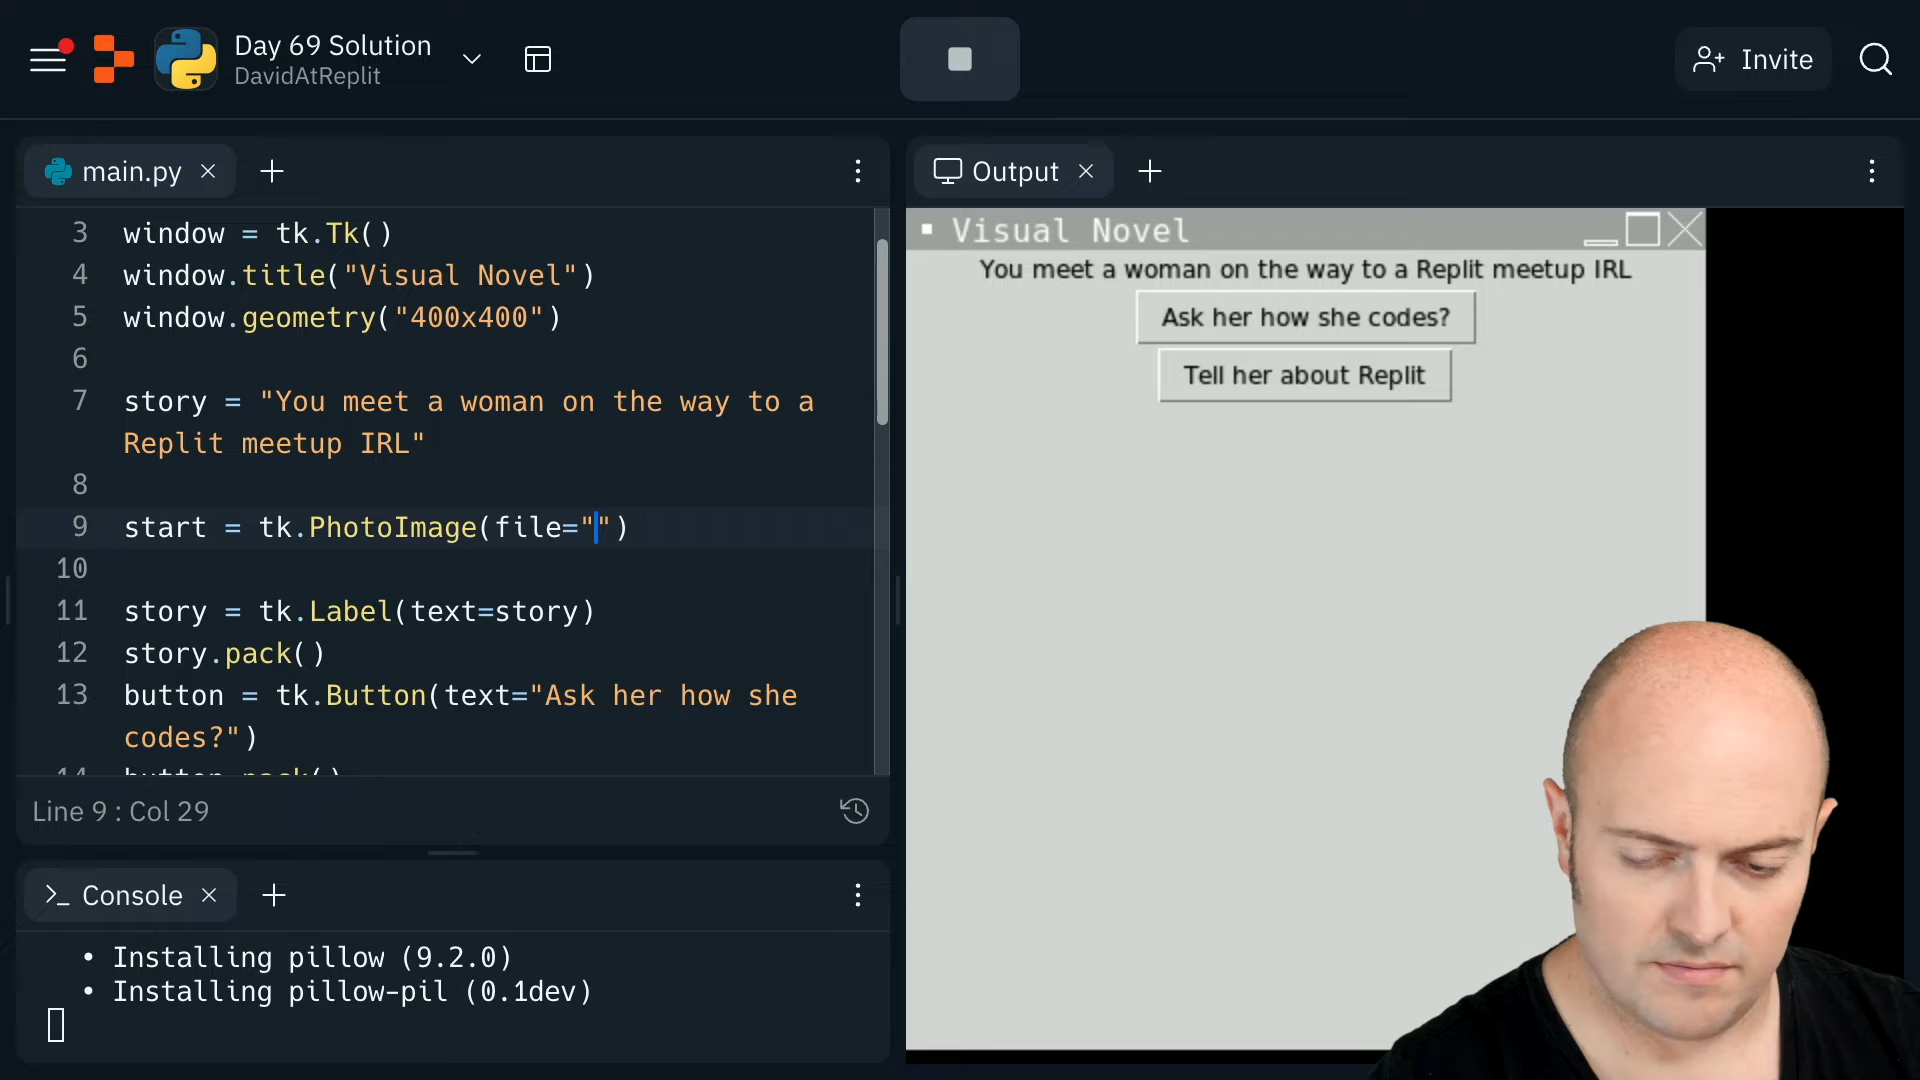 Day 69 Solution
DavidAtReplit
Invite
main.py
3 window = tk.Tk()
4 window.title("Visual Novel")
5 window.geometry("400x400")
6
7 story = "You meet a woman on the way to a
Replit meetup IRL"
8
9 start = tk.PhotoImage(file="")
10
11 story = tk.Label(text=story)
12 story.pack()
13 button = tk.Button(text="Ask her how she
codes?")
14 button.pack()
Line 9 : Col 29
Console
• Installing pillow (9.2.0)
• Installing pillow-pil (0.1dev)
Output
Visual Novel
You meet a woman on the way to a Replit meetup IRL
Ask her how she codes?
Tell her about Replit